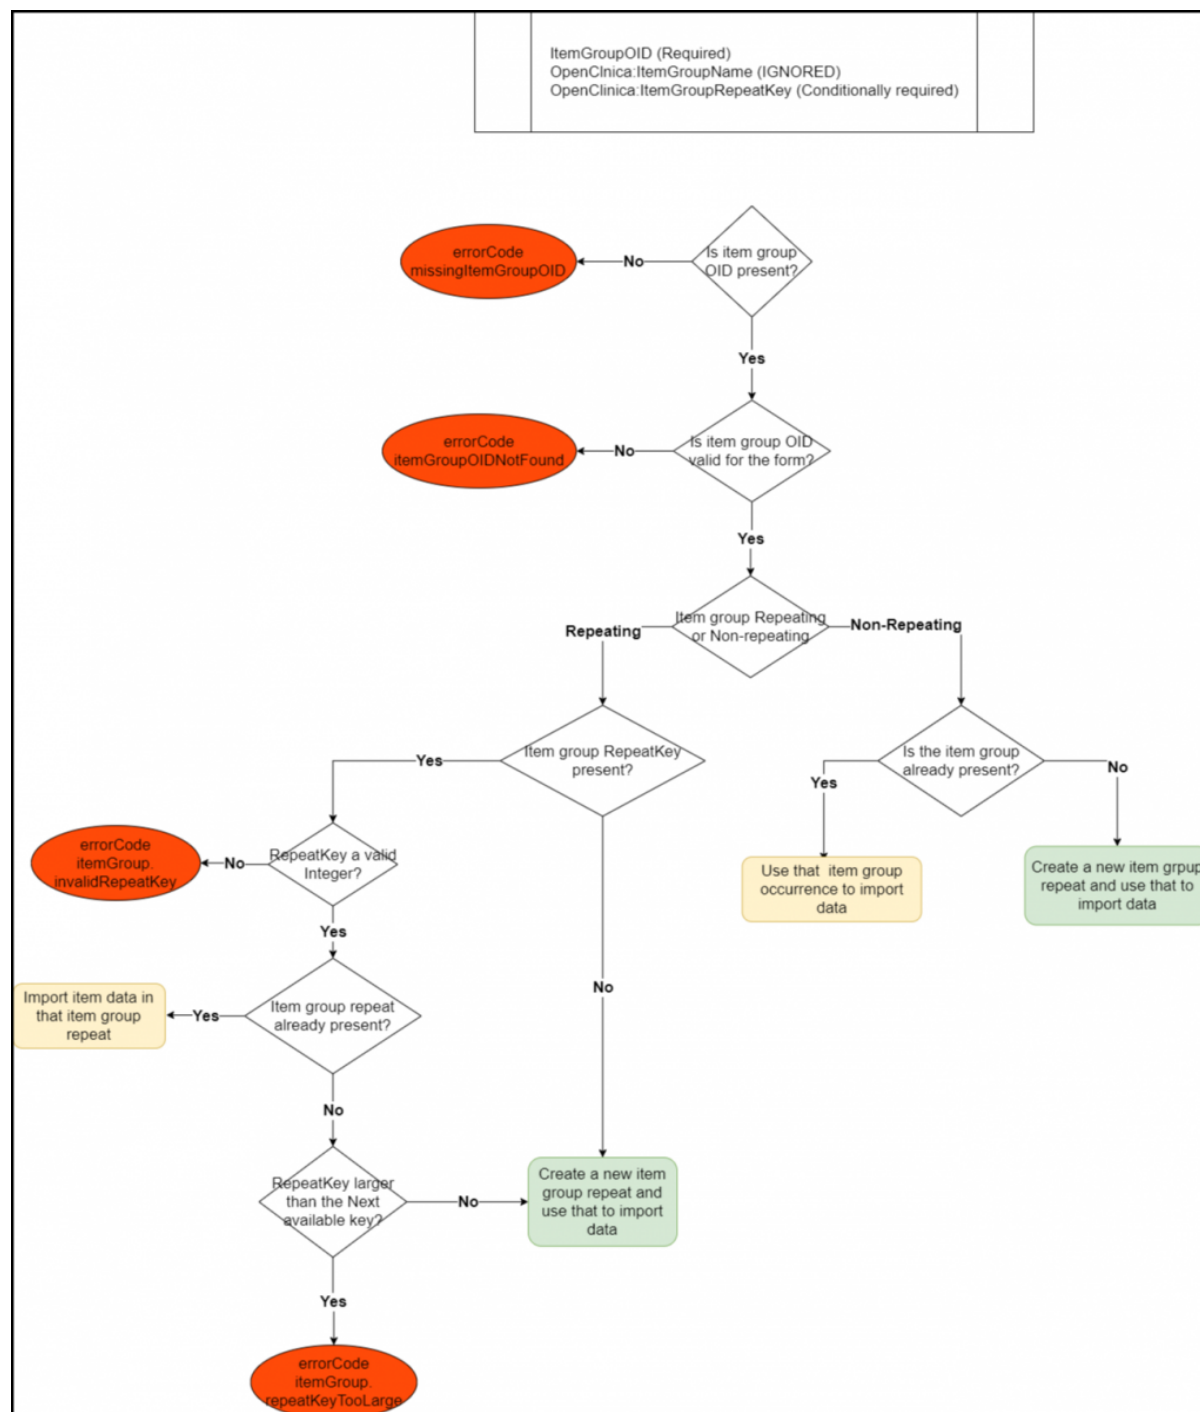 ItemGroupOID (Required)
OpenClnica:ItemGroupName (IGNORED)
OpenClinica:ItemGroupRepeatKey (Conditionally required)
errorCode
missingItemGroupOID
No
Is item group
OID present?
Yes
errorCode
itemGroupOIDNotFound
No
Is item group OID
valid for the form?
Yes
Item group Repeating
or Non-repeating
Repeating
Non-Repeating
Item group RepeatKey
present?
Yes
Is the item group
already present?
Yes
No
errorCode
itemGroup.
invalidRepeatKey
No
RepeatKey a valid
Integer?
Use that item group
occurrence to import
data
Create a new item grpup
repeat and use that to
import data
Yes
Import item data in
that item group
repeat
Yes
Item group repeat
already present?
No
No
RepeatKey larger
than the Next
available key?
No
Create a new item
group repeat and
use that to import
data
Yes
errorCode
itemGroup.
repeatKeyTooLarge